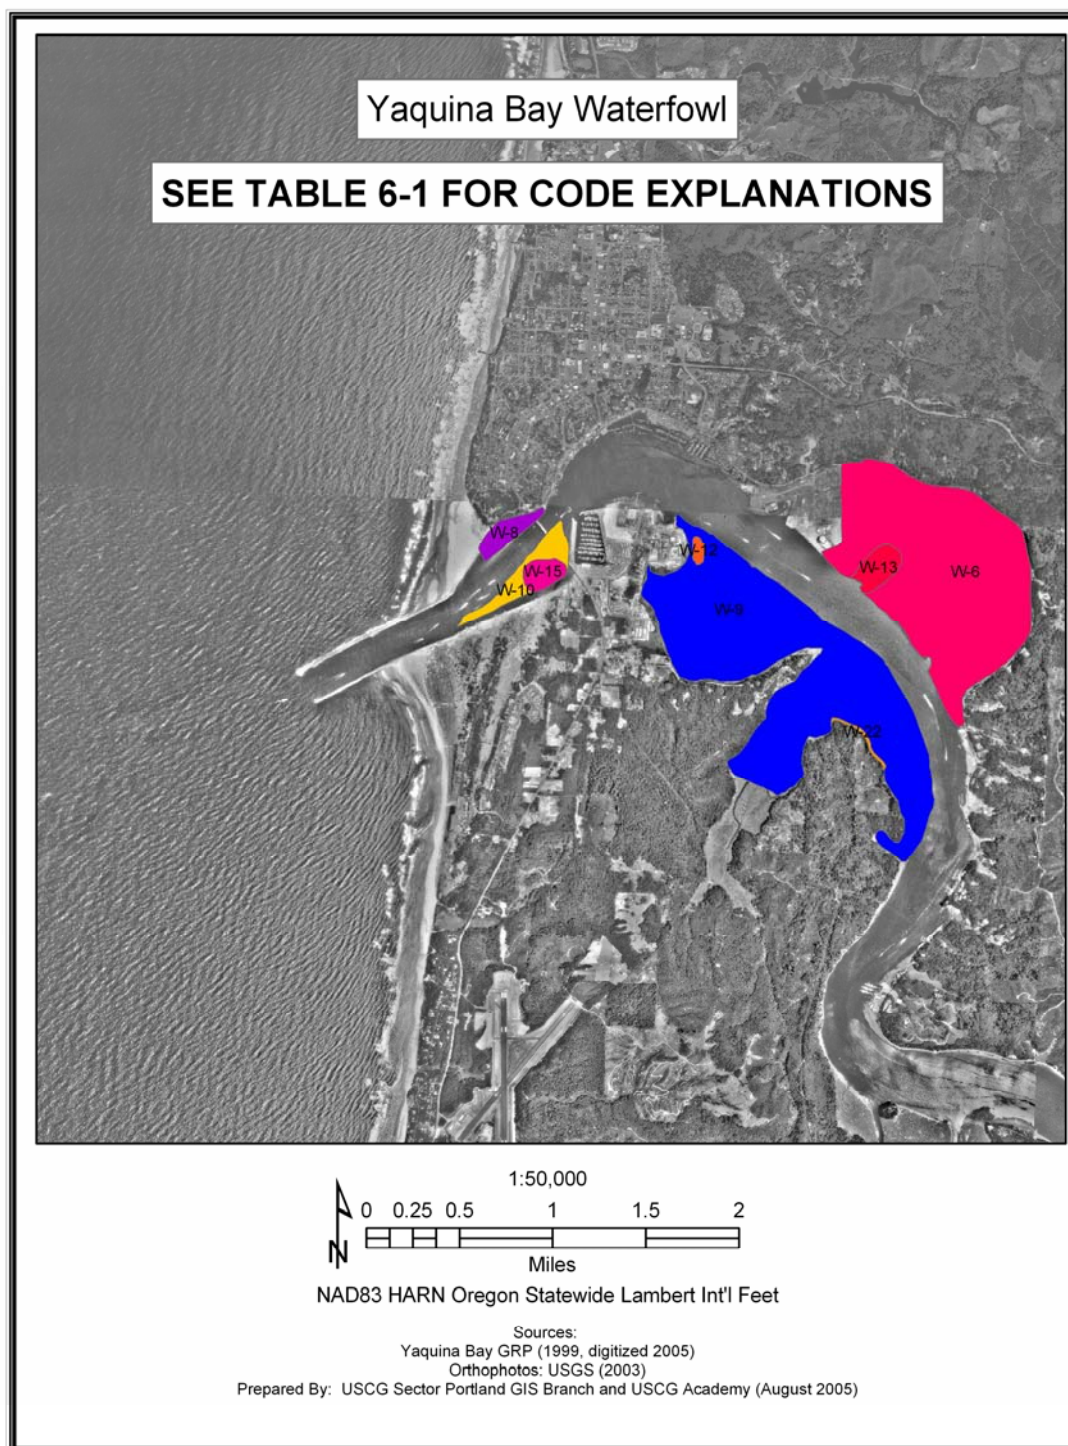 Yaquina Bay Waterfowl
SEE TABLE 6-1 FOR CODE EXPLANATIONS
W-8
W-12
W-15
W-13
W-6
W-10
W-9
W-22
1:50,000
0 0.25 0.5 1 1.5 2
N
Miles
NAD83 HARN Oregon Statewide Lambert Int'l Feet
Sources:
Yaquina Bay GRP (1999, digitized 2005)
Orthophotos: USGS (2003)
Prepared By: USCG Sector Portland GIS Branch and USCG Academy (August 2005)